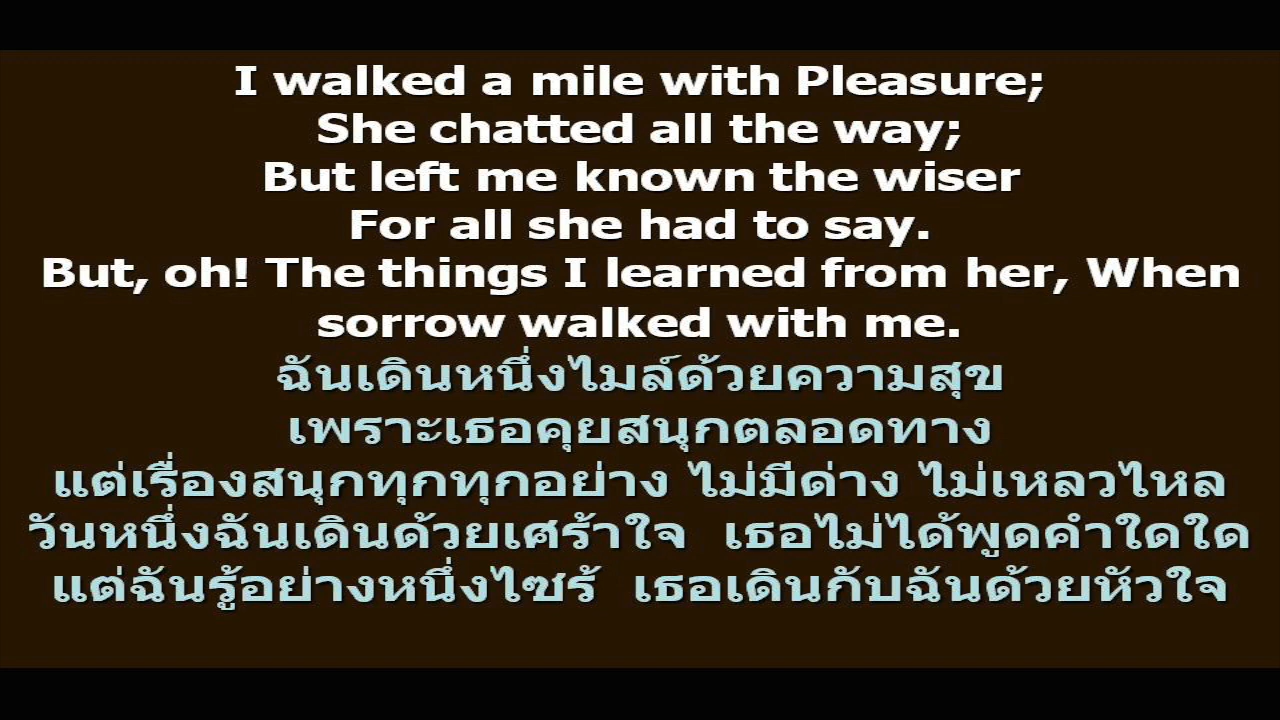 I walked a mile with Pleasure;
She chatted all the way;
But left me known the wiser
For all she had to say.
But, oh! The things I learned from her, When
sorrow walked with me.
ฉันเดินหนึ่งไมล์ด้วยความสุข
เพราะเธอคุยสนุกตลอดทาง
แต่เรื่องสนุกทุกทุกอย่าง ไม่มีด่าง ไม่เหลวไหล
วันหนึ่งฉันเดินด้วยเศร้าใจ เธอไม่ได้พูดคำใดใด
แต่ฉันรู้อย่างหนึ่งไซร้ เธอเดินกับฉันด้วยหัวใจ